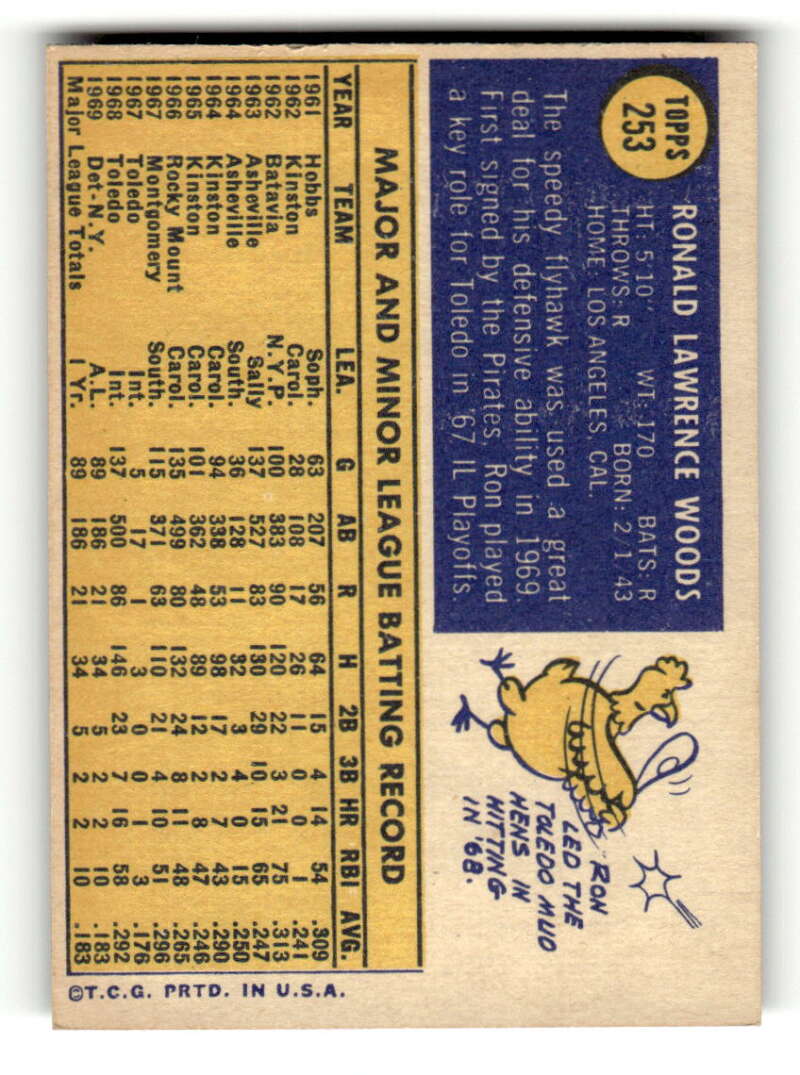 TOPPS
253
RONALD LAWRENCE WOODS
HT: 5'10" WT: 170 BATS: R
THROWS: R BORN: 2/1/43
HOME: LOS ANGELES, CAL.
The speedy flyhawk was used a great
deal for his defensive ability in 1969.
First signed by the Pirates, Ron played
a key role for Toledo in '67 IL Playoffs.
RON
LED THE
TOLEDO MUD
HENS IN
HITTING
IN '68.
MAJOR AND MINOR LEAGUE BATTING RECORD
YEAR TEAM LEA. G AB R H 2B 3B HR RBI AVG.
1961 Hobbs Soph. 63 207 56 64 15 4 14 54 .309
1962 Kinston Carol. 28 108 17 26 11 0 0 1 .241
1962 Batavia N.Y.P. 100 383 90 120 22 3 21 75 .313
1963 Asheville Sally 137 527 83 130 29 10 15 65 .247
1964 Asheville South. 36 128 11 32 3 4 0 15 .250
1964 Kinston Carol. 94 338 53 98 17 2 7 43 .290
1965 Kinston Carol. 101 362 48 89 12 2 8 47 .246
1966 Rocky Mount Carol. 135 499 80 132 24 8 11 48 .265
1967 Montgomery South. 115 371 63 110 21 4 10 51 .296
1967 Toledo Int. 5 17 1 3 0 0 1 3 .176
1968 Toledo Int. 137 500 86 146 23 7 16 58 .292
1969 Det-N.Y. A.L. 89 186 21 34 5 2 2 10 .183
Major League Totals 1 Yr. 89 186 21 34 5 2 2 10 .183
©T.C.G. PRTD. IN U.S.A.